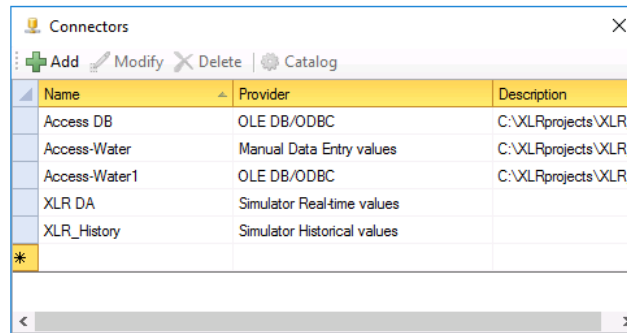 Connectors
Add Modify Delete Catalog
Name Provider Description
Access DB OLE DB/ODBC C:\XLRprojects\XLR
Access-Water Manual Data Entry values C:\XLRprojects\XLR
Access-Water1 OLE DB/ODBC C:\XLRprojects\XLR
XLR DA Simulator Real-time values
XLR_History Simulator Historical values